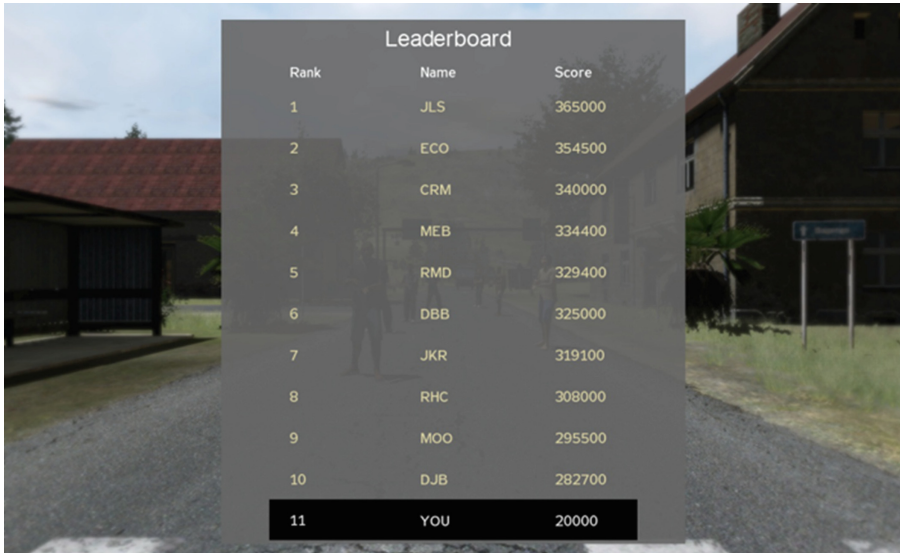 Leaderboard
Rank Name Score
1 JLS 365000
2 ECO 354500
3 CRM 340000
4 MEB 334400
5 RMD 329400
6 DBB 325000
7 JKR 319100
8 RHC 308000
9 MOO 295500
10 DJB 282700
11 YOU 20000